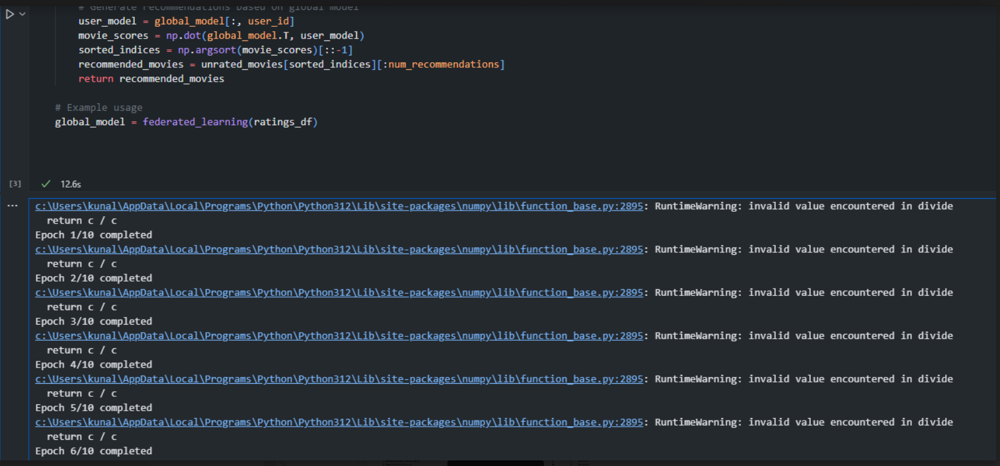 # Generate recommendations based on global model
user_model = global_model[:, user_id]
movie_scores = np.dot(global_model.T, user_model)
sorted_indices = np.argsort(movie_scores)[::-1]
recommended_movies = unrated_movies[sorted_indices][:num_recommendations]
return recommended_movies
# Example usage
global_model = federated_learning(ratings_df)
[3] 12.6s
c:\Users\kunal\AppData\Local\Programs\Python\Python312\Lib\site-packages\numpy\lib\function_base.py:2895: RuntimeWarning: invalid value encountered in divide
return c / c
Epoch 1/10 completed
c:\Users\kunal\AppData\Local\Programs\Python\Python312\Lib\site-packages\numpy\lib\function_base.py:2895: RuntimeWarning: invalid value encountered in divide
return c / c
Epoch 2/10 completed
c:\Users\kunal\AppData\Local\Programs\Python\Python312\Lib\site-packages\numpy\lib\function_base.py:2895: RuntimeWarning: invalid value encountered in divide
return c / c
Epoch 3/10 completed
c:\Users\kunal\AppData\Local\Programs\Python\Python312\Lib\site-packages\numpy\lib\function_base.py:2895: RuntimeWarning: invalid value encountered in divide
return c / c
Epoch 4/10 completed
c:\Users\kunal\AppData\Local\Programs\Python\Python312\Lib\site-packages\numpy\lib\function_base.py:2895: RuntimeWarning: invalid value encountered in divide
return c / c
Epoch 5/10 completed
c:\Users\kunal\AppData\Local\Programs\Python\Python312\Lib\site-packages\numpy\lib\function_base.py:2895: RuntimeWarning: invalid value encountered in divide
return c / c
Epoch 6/10 completed